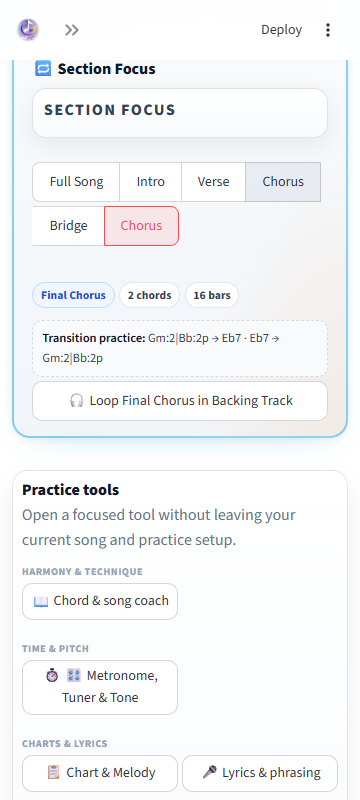 Deploy
Section Focus
SECTION FOCUS
Full Song
Intro
Verse
Chorus
Bridge
Chorus
Final Chorus
2 chords
16 bars
Transition practice: Gm:2|Bb:2p → Eb7 · Eb7 →
Gm:2|Bb:2p
Loop Final Chorus in Backing Track
Practice tools
Open a focused tool without leaving your
current song and practice setup.
HARMONY & TECHNIQUE
Chord & song coach
TIME & PITCH
Metronome,
Tuner & Tone
CHARTS & LYRICS
Chart & Melody
Lyrics & phrasing